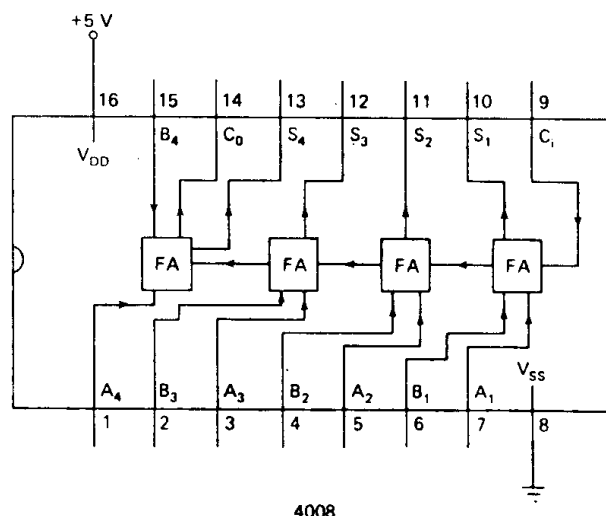 +5 V
16 15 14 13 12 11 10 9
V_DD B₄ C₀ S₄ S₃ S₂ S₁ Cᵢ
FA FA FA FA
V_SS
A₄ B₃ A₃ B₂ A₂ B₁ A₁
1 2 3 4 5 6 7 8
4008